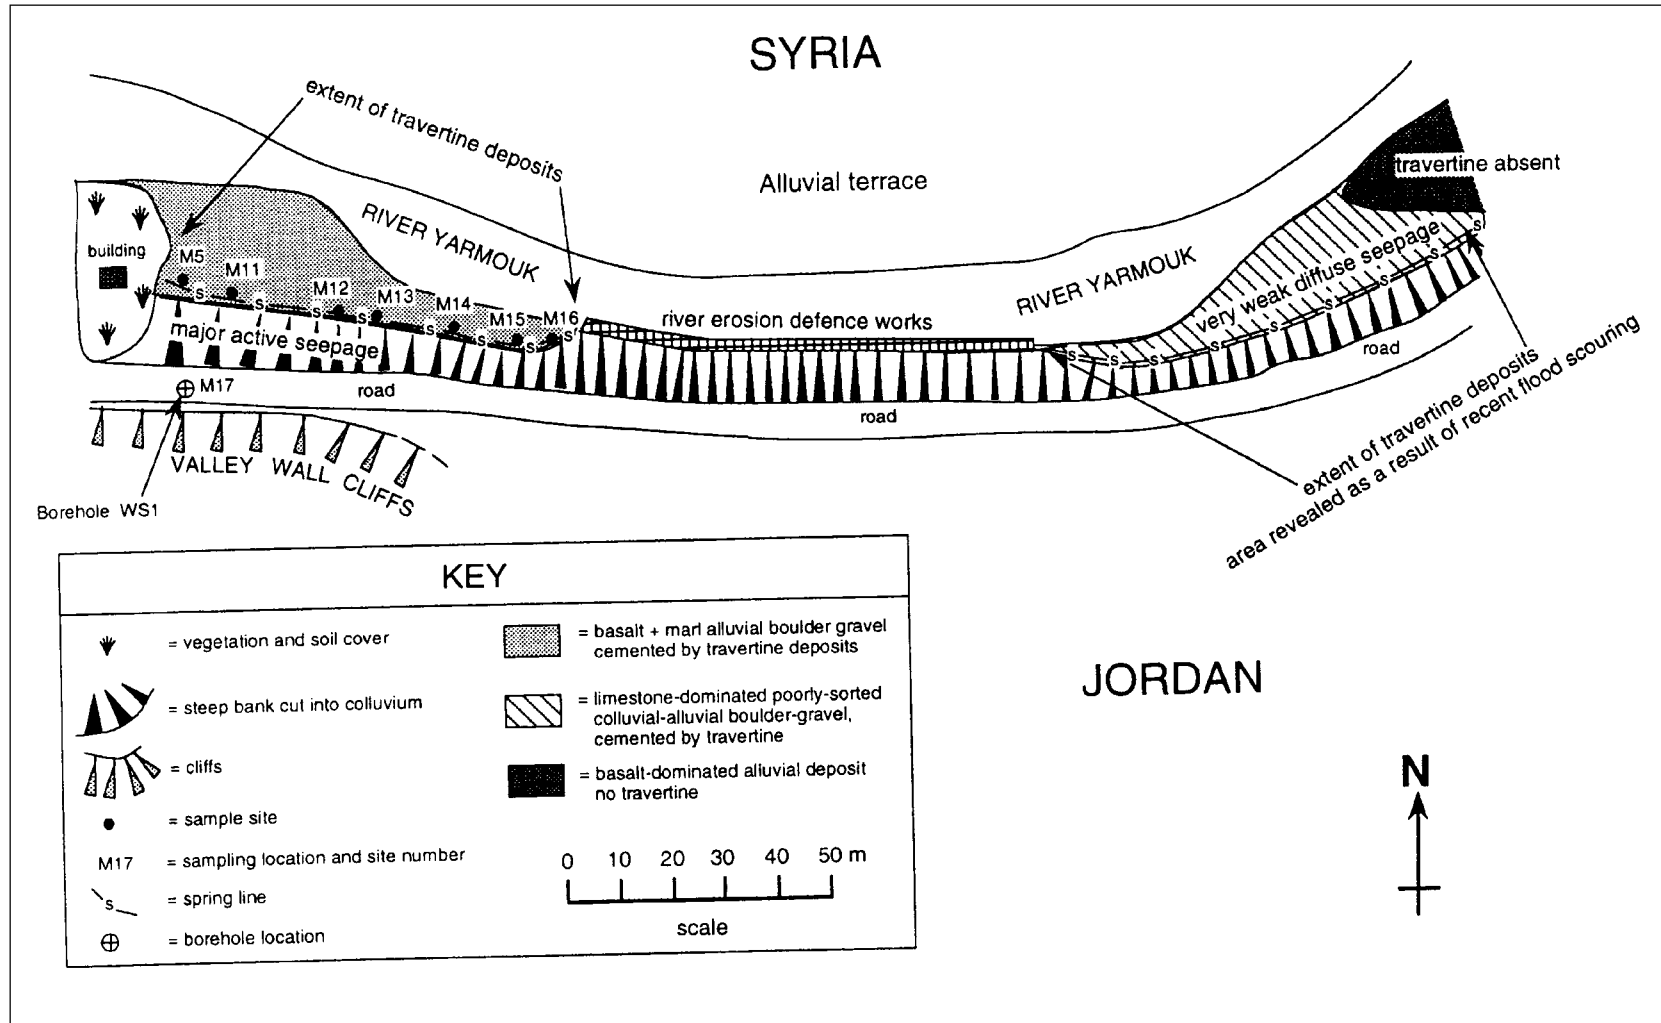 SYRIA
extent of travertine deposits
Alluvial terrace
travertine absent
RIVER YARMOUK
RIVER YARMOUK
building
M5
M11
M12
M13
M14
M15
M16
s
s
s
s
s
s
s
river erosion defence works
very weak diffuse seepage
s
s
s
s
s
s
s
s
s
major active seepage
M17
road
road
road
extent of travertine deposits
area revealed as a result of recent flood scouring
VALLEY WALL CLIFFS
Borehole WS1
KEY
= vegetation and soil cover
= steep bank cut into colluvium
= cliffs
= sample site
M17 = sampling location and site number
s = spring line
= borehole location
= basalt + marl alluvial boulder gravel
cemented by travertine deposits
= limestone-dominated poorly-sorted
colluvial-alluvial boulder-gravel,
cemented by travertine
= basalt-dominated alluvial deposit
no travertine
0 10 20 30 40 50 m
scale
JORDAN
N